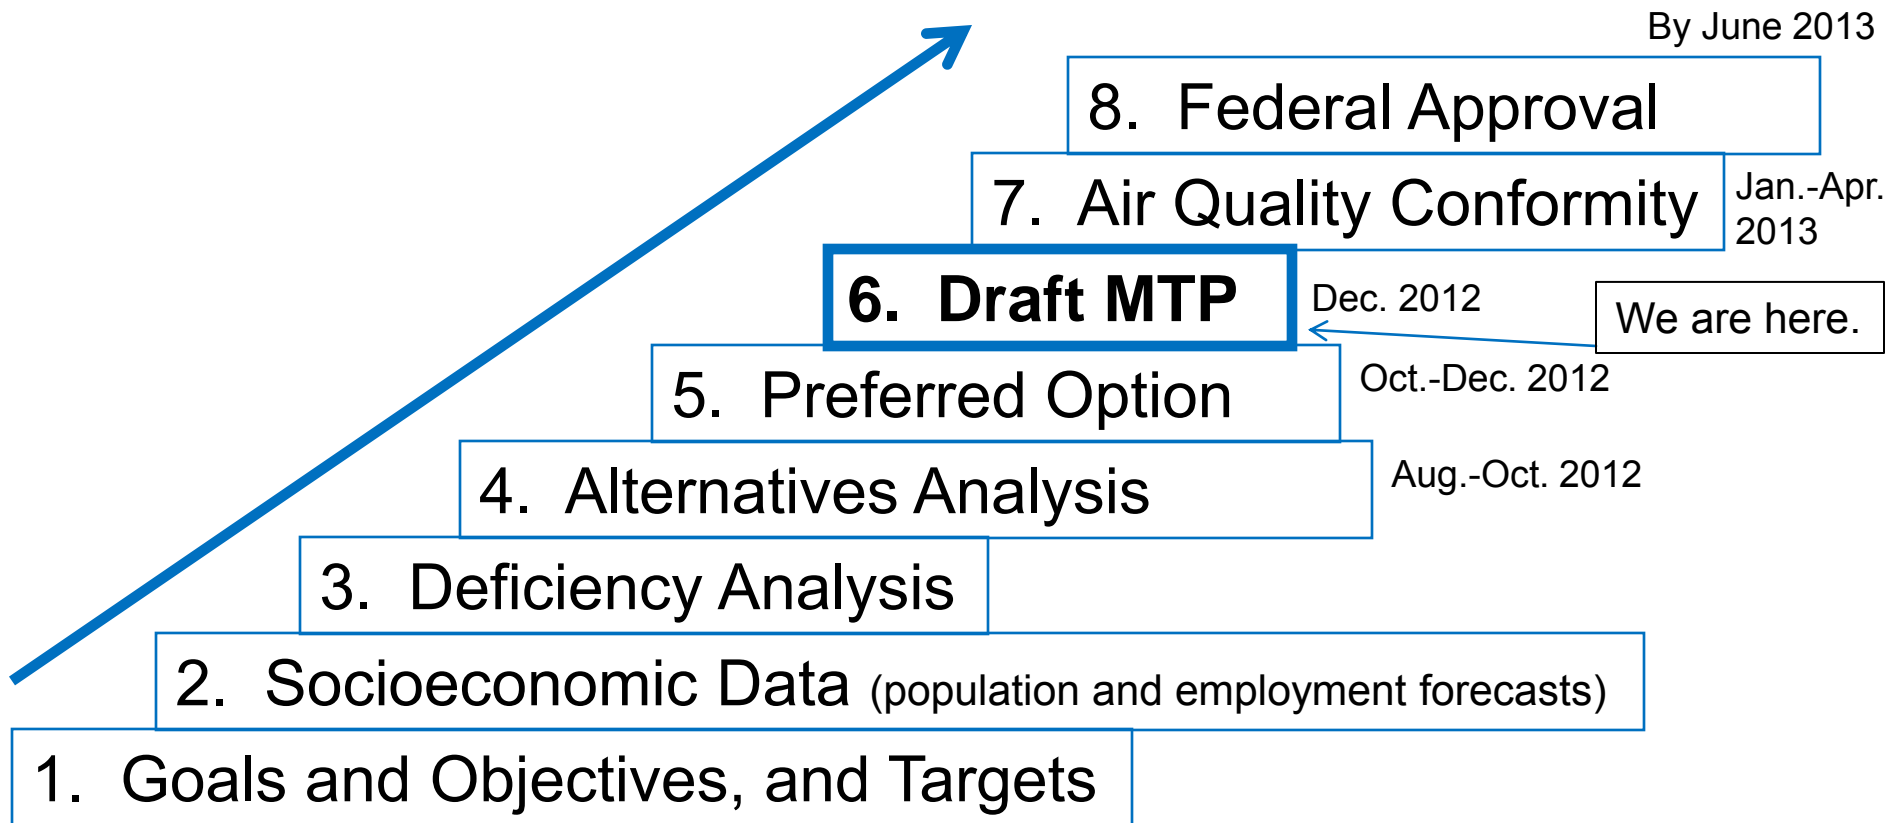 By June 2013
8. Federal Approval
7. Air Quality Conformity
Jan.-Apr.
2013
6. Draft MTP
Dec. 2012
We are here.
5. Preferred Option
Oct.-Dec. 2012
4. Alternatives Analysis
Aug.-Oct. 2012
3. Deficiency Analysis
2. Socioeconomic Data (population and employment forecasts)
1. Goals and Objectives, and Targets